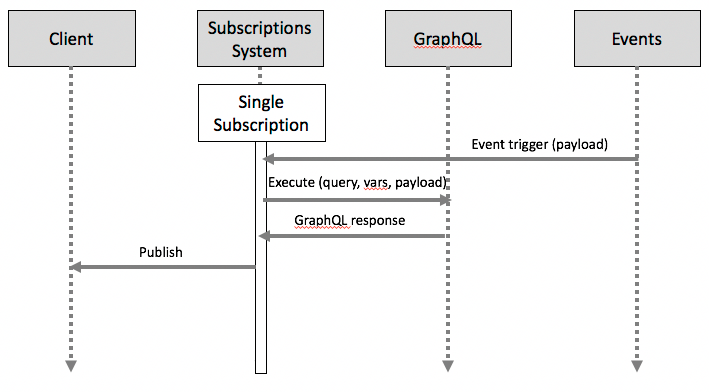 Client
Subscriptions
System
GraphQL
Events
Single
Subscription
Event trigger (payload)
Execute (query, vars, payload)
GraphQL response
Publish